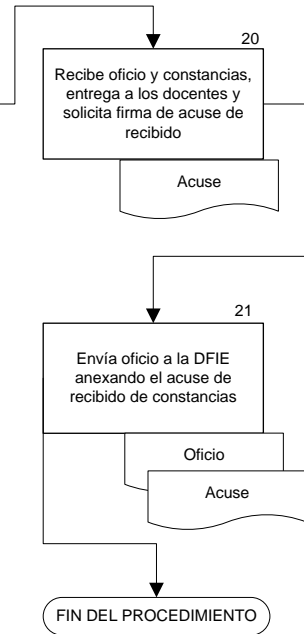 20
Recibe oficio y constancias,
entrega a los docentes y
solicita firma de acuse de
recibido
Acuse
21
Envía oficio a la DFIE
anexando el acuse de
recibido de constancias
Oficio
Acuse
FIN DEL PROCEDIMIENTO